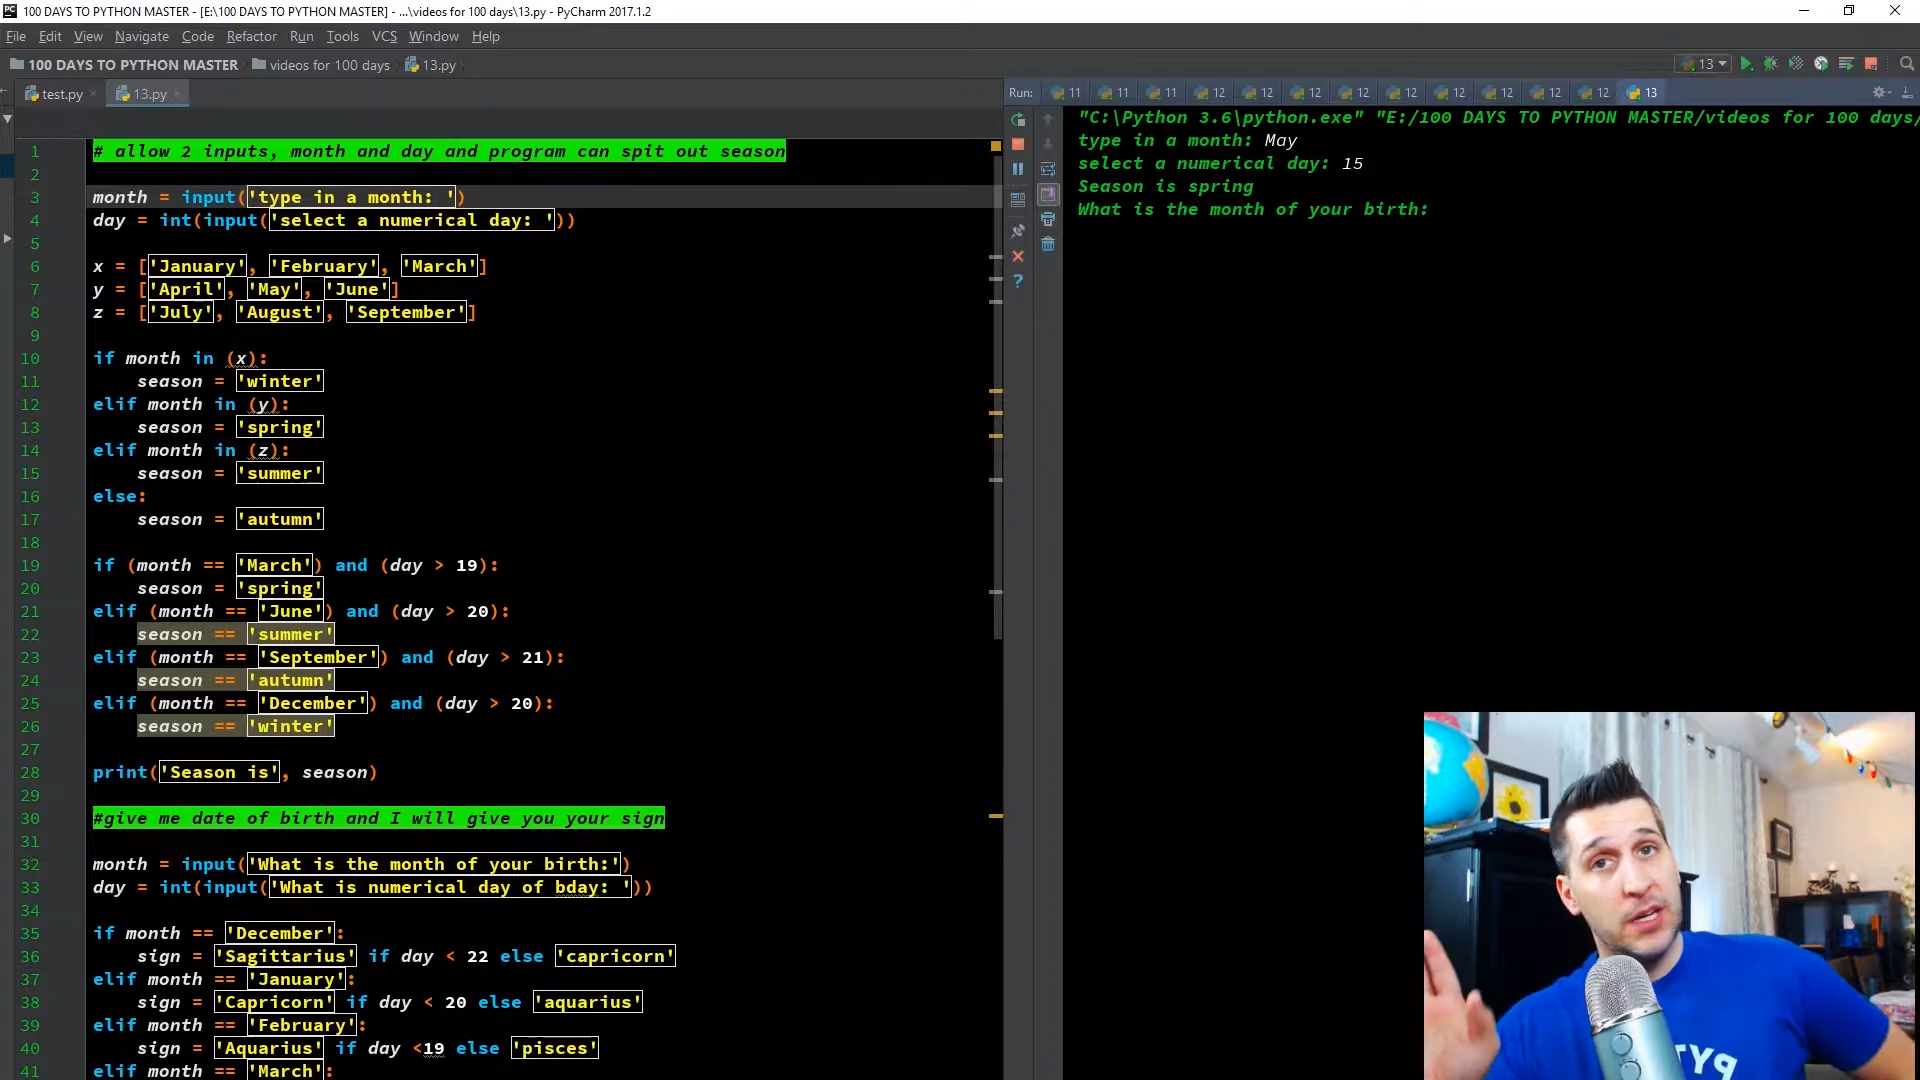 100 DAYS TO PYTHON MASTER - [E:\100 DAYS TO PYTHON MASTER] - ...\videos for 100 days\13.py - PyCharm 2017.1.2
File Edit View Navigate Code Refactor Run Tools VCS Window Help
100 DAYS TO PYTHON MASTER videos for 100 days 13.py 13
test.py 13.py
Run: 11 11 11 12 12 12 12 12 12 12 12 12 13
1 # allow 2 inputs, month and day and program can spit out season
2
3 month = input('type in a month: ')
4 day = int(input('select a numerical day: '))
5
6 x = ['January', 'February', 'March']
7 y = ['April', 'May', 'June']
8 z = ['July', 'August', 'September']
9
10 if month in (x):
11 season = 'winter'
12 elif month in (y):
13 season = 'spring'
14 elif month in (z):
15 season = 'summer'
16 else:
17 season = 'autumn'
18
19 if (month == 'March') and (day > 19):
20 season = 'spring'
21 elif (month == 'June') and (day > 20):
22 season == 'summer'
23 elif (month == 'September') and (day > 21):
24 season == 'autumn'
25 elif (month == 'December') and (day > 20):
26 season == 'winter'
27
28 print('Season is', season)
29
30 #give me date of birth and I will give you your sign
31
32 month = input('What is the month of your birth:')
33 day = int(input('What is numerical day of bday: '))
34
35 if month == 'December':
36 sign = 'Sagittarius' if day < 22 else 'capricorn'
37 elif month == 'January':
38 sign = 'Capricorn' if day < 20 else 'aquarius'
39 elif month == 'February':
40 sign = 'Aquarius' if day <19 else 'pisces'
41 elif month == 'March':
"C:\Python 3.6\python.exe" "E:/100 DAYS TO PYTHON MASTER/videos for 100 days/
type in a month: May
select a numerical day: 15
Season is spring
What is the month of your birth: